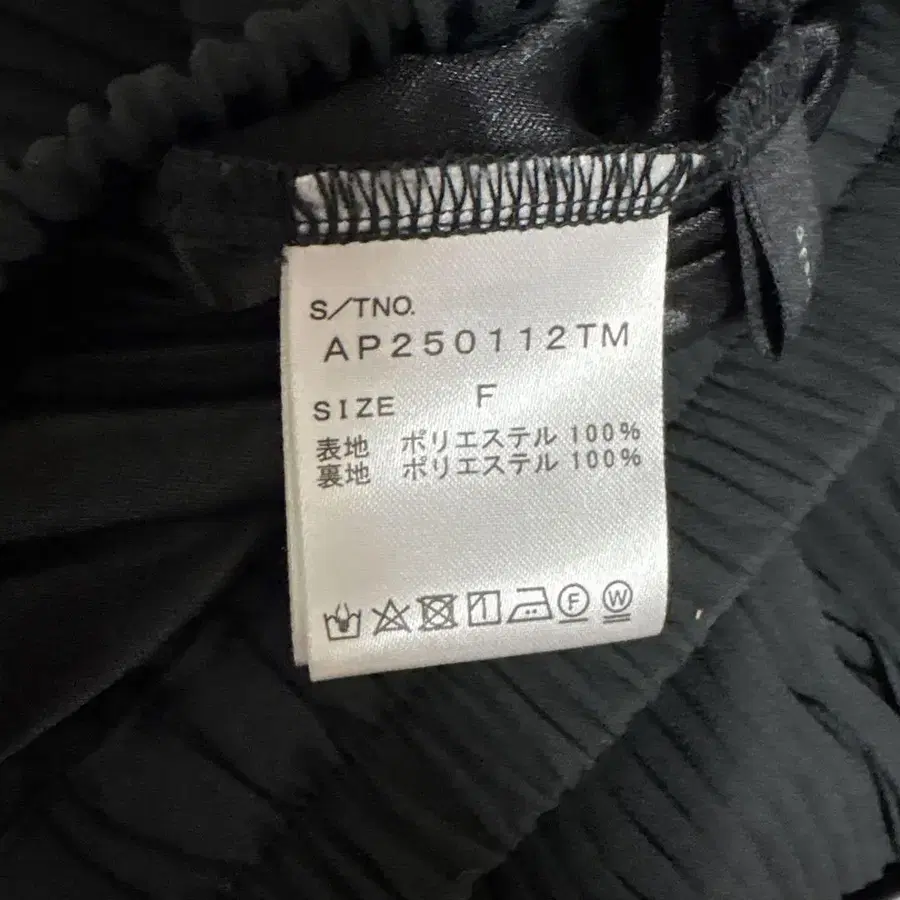 S/TNO.
AP250112TM
SIZE F
表地 ポリエステル 100%
裏地 ポリエステル 100%
F W